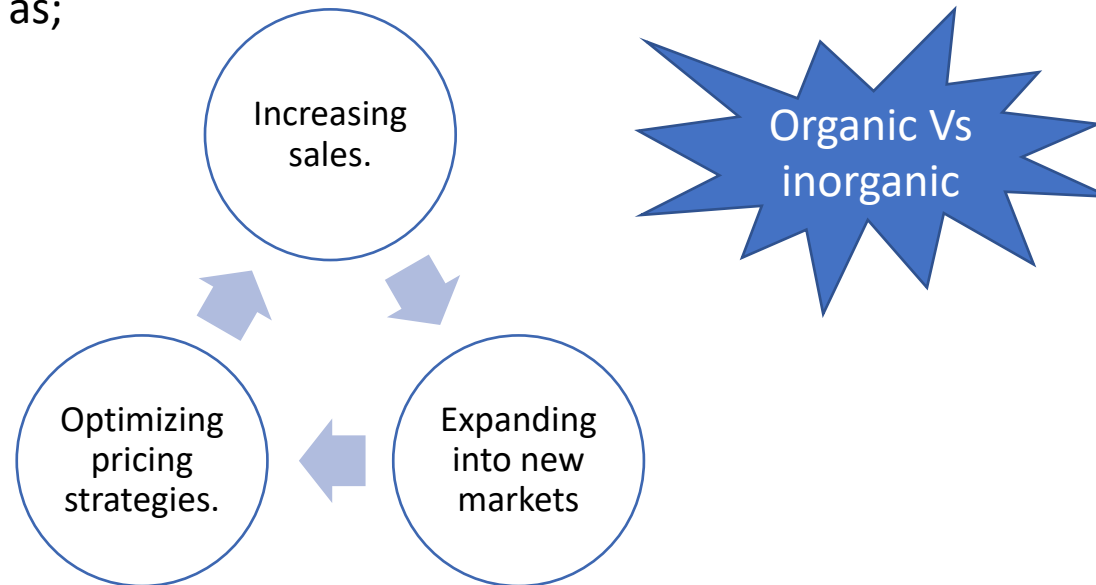 as;
Increasing
sales.
Organic Vs
inorganic
Optimizing
pricing
strategies.
Expanding
into new
markets